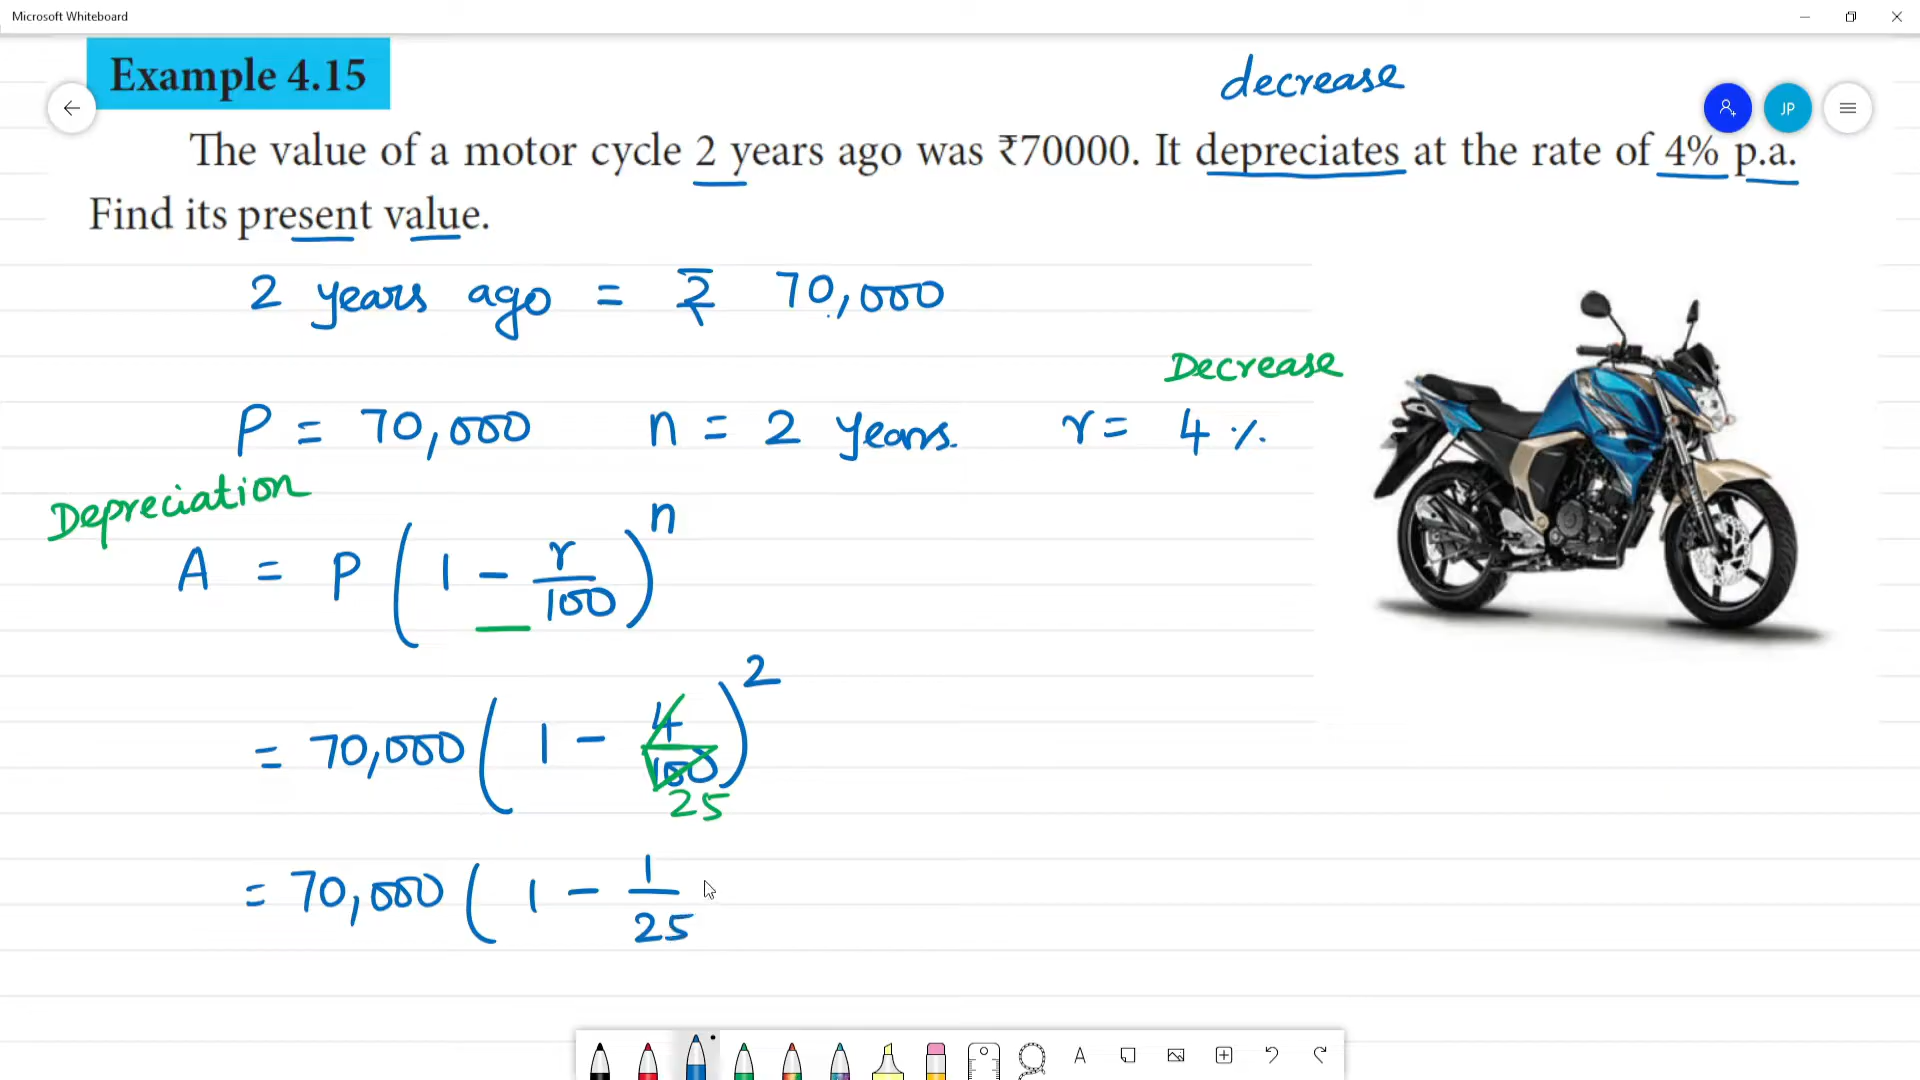 Microsoft Whiteboard
Example 4.15
decrease
JP
The value of a motor cycle 2 years ago was ₹70000. It depreciates at the rate of 4% p.a.
Find its present value.
2 years ago = ₹ 70,000
Decrease
P = 70,000 n = 2 years. r = 4 %
Depreciation
A = P ( 1 - r/100 )^n
= 70,000 ( 1 - 4/100 )^2
25
= 70,000 ( 1 - 1/25
A